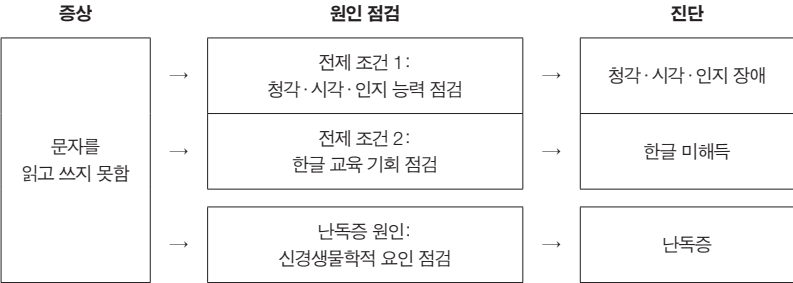 증상
원인 점검
진단
문자를
읽고 쓰지 못함
→
전제 조건 1:
청각·시각·인지 능력 점검
→
청각·시각·인지 장애
→
전제 조건 2:
한글 교육 기회 점검
→
한글 미해득
→
난독증 원인:
신경생물학적 요인 점검
→
난독증